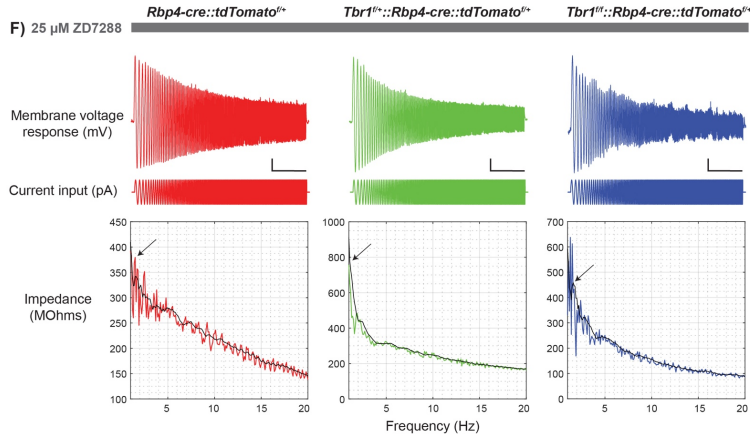 Rbp4-cre::tdTomato^f/+ Tbr1^f/+::Rbp4-cre::tdTomato^f/+ Tbr1^f/f::Rbp4-cre::tdTomato^f/+
F) 25 µM ZD7288
Membrane voltage
response (mV)
Current input (pA)
450 1000 700
400 800 600
350 600 500
300 400 400
250 200 300
200 0 200
150 100
100 0
Impedance
(MOhms)
5 10 15 20 5 10 15 20 5 10 15 20
Frequency (Hz)